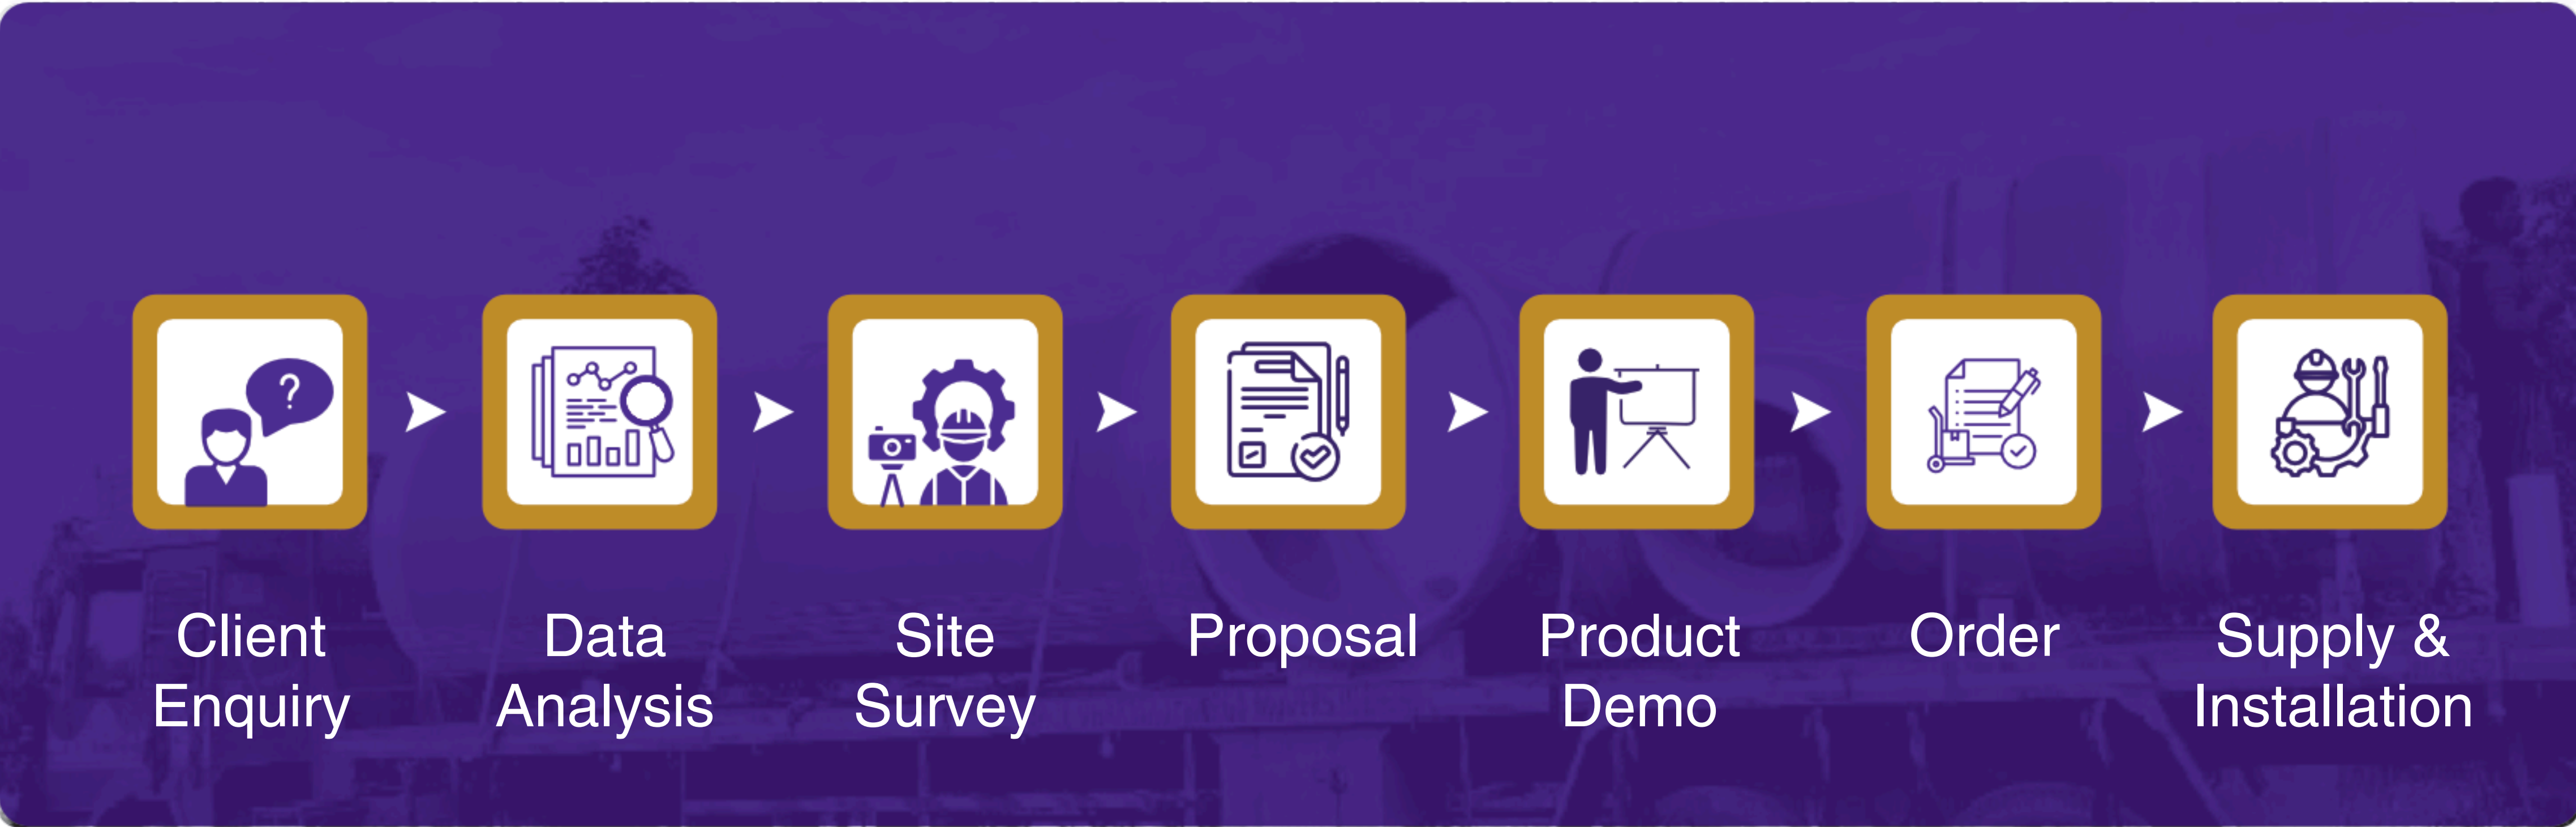 Client
Enquiry
Data
Analysis
Site
Survey
Proposal
Product
Demo
Order
Supply &
Installation